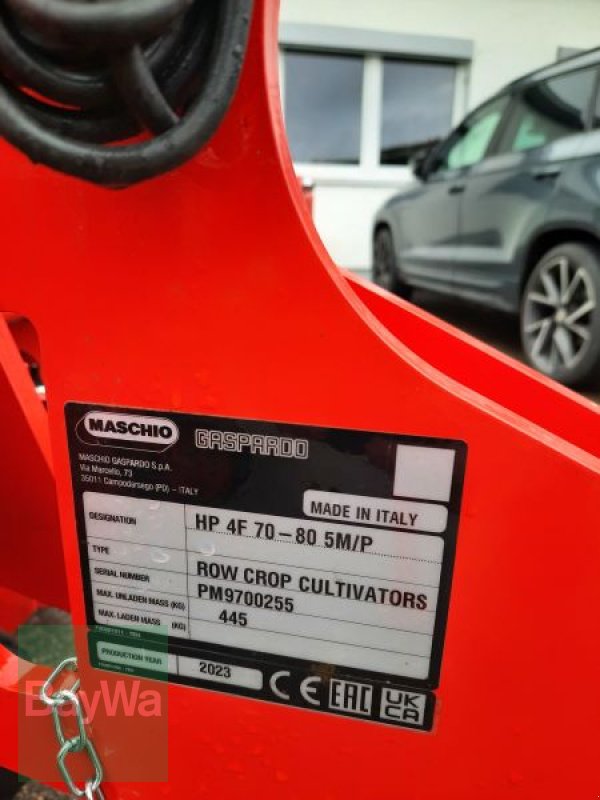 MASCHIO GASPARDO
MASCHIO GASPARDO S.p.A.
Via Marcello, 73
35011 Campodarsego (PD) - ITALY
MADE IN ITALY
DESIGNATION HP 4F 70-80 5M/P
TYPE ROW CROP CULTIVATORS
SERIAL NUMBER PM9700255
MAX. UNLADEN MASS (KG) 445
MAX. LADEN MASS (KG)
PRODUCTION YEAR 2023
CE EAC UK CA
BayWa